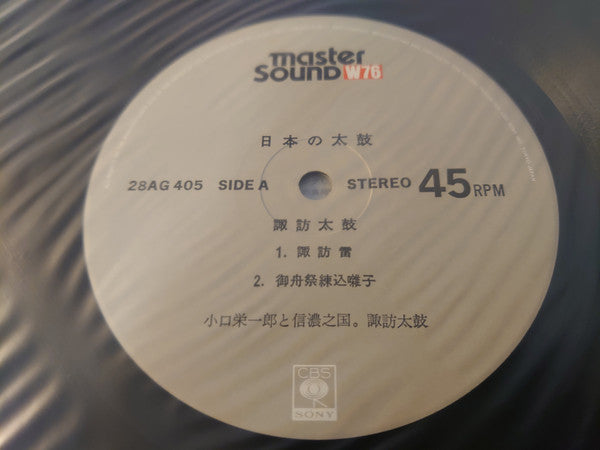 master
SOUND W76
日本の太鼓
28AG 405 SIDE A STEREO 45 RPM
諏訪太鼓
1. 諏訪雷
2. 御舟祭練込囃子
小口栄一郎と信濃之国。諏訪太鼓
CBS
SONY